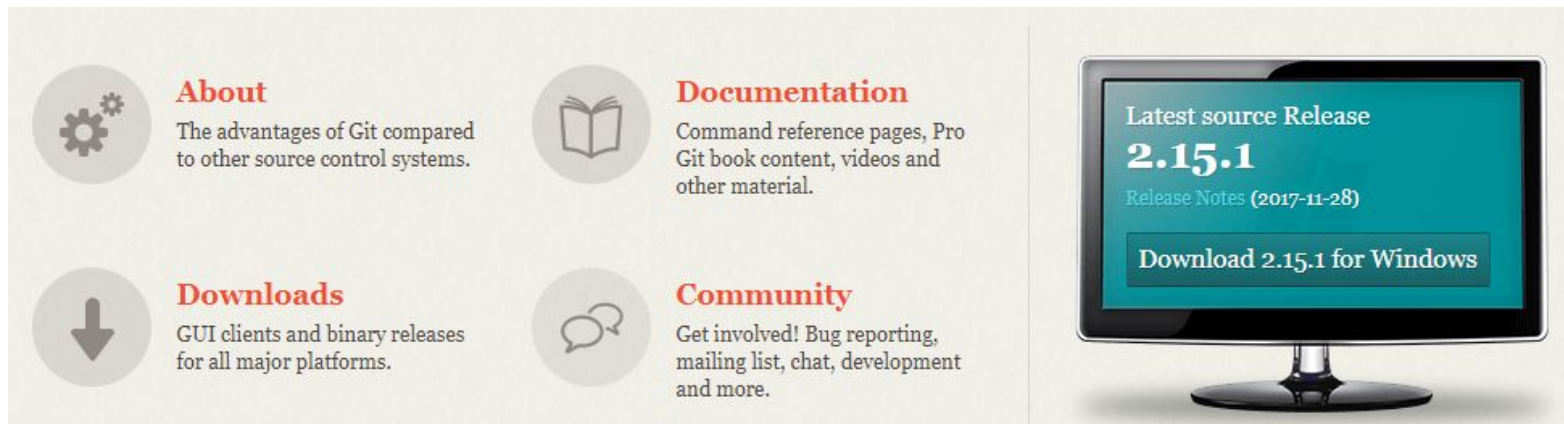 About
The advantages of Git compared
to other source control systems.
Documentation
Command reference pages, Pro
Git book content, videos and
other material.
Downloads
GUI clients and binary releases
for all major platforms.
Community
Get involved! Bug reporting,
mailing list, chat, development
and more.
Latest source Release
2.15.1
Release Notes (2017-11-28)
Download 2.15.1 for Windows